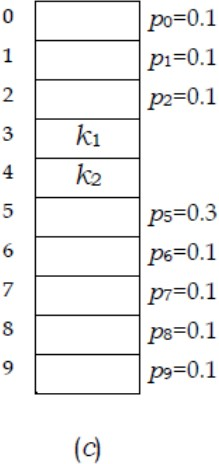 0 p₀=0.1
1 p₁=0.1
2 p₂=0.1
3 k₁
4 k₂
5 p₅=0.3
6 p₆=0.1
7 p₇=0.1
8 p₈=0.1
9 p₉=0.1
(c)